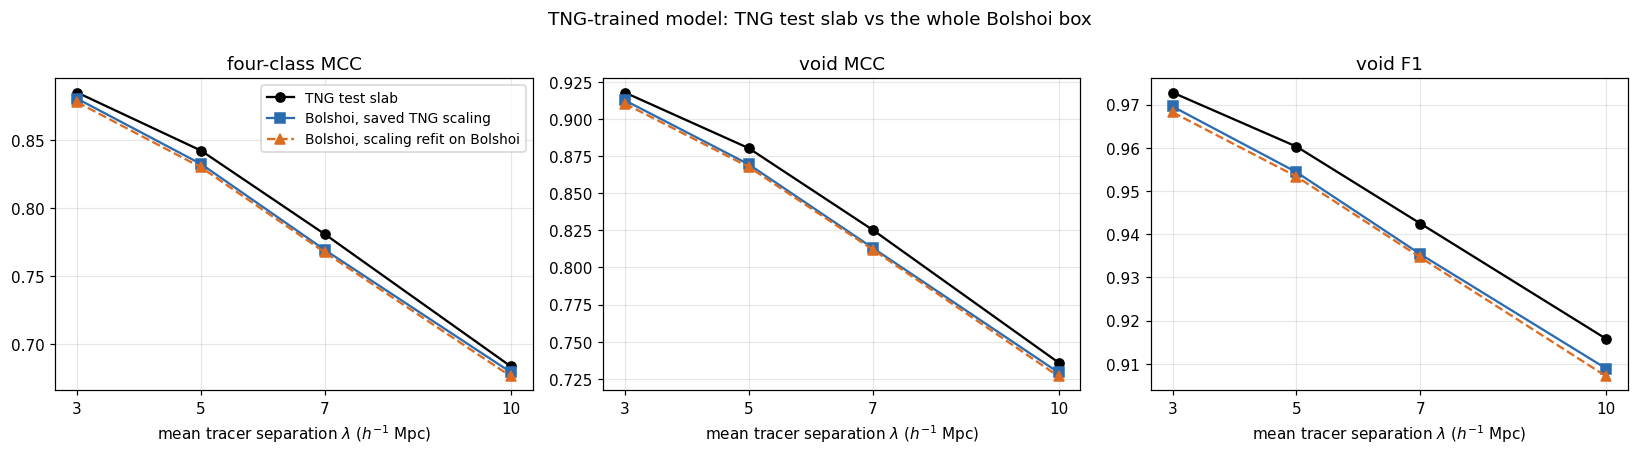 TNG-trained model: TNG test slab vs the whole Bolshoi box
four-class MCC
TNG test slab
Bolshoi, saved TNG scaling
Bolshoi, scaling refit on Bolshoi
0.85
0.80
0.75
0.70
3 5 7 10
mean tracer separation λ (h⁻¹ Mpc)
void MCC
0.925
0.900
0.875
0.850
0.825
0.800
0.775
0.750
0.725
3 5 7 10
mean tracer separation λ (h⁻¹ Mpc)
void F1
0.97
0.96
0.95
0.94
0.93
0.92
0.91
3 5 7 10
mean tracer separation λ (h⁻¹ Mpc)